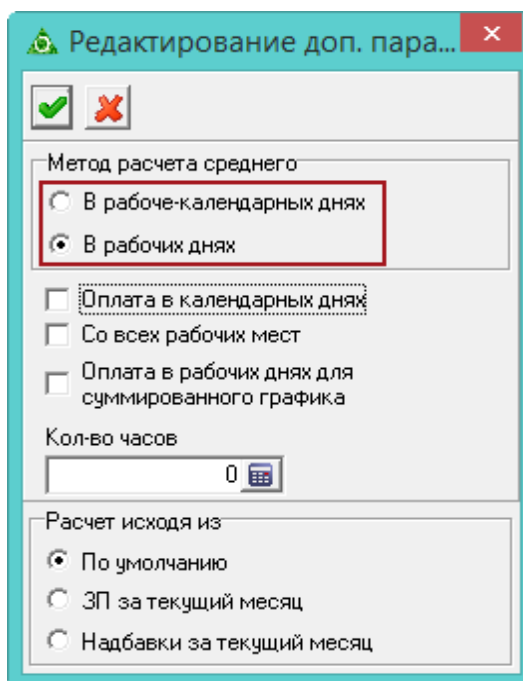 Редактирование доп. пара...
Метод расчета среднего
В рабоче-календарных днях
В рабочих днях
Оплата в календарных днях
Со всех рабочих мест
Оплата в рабочих днях для
суммированного графика
Кол-во часов
0
Расчет исходя из
По умолчанию
ЗП за текущий месяц
Надбавки за текущий месяц